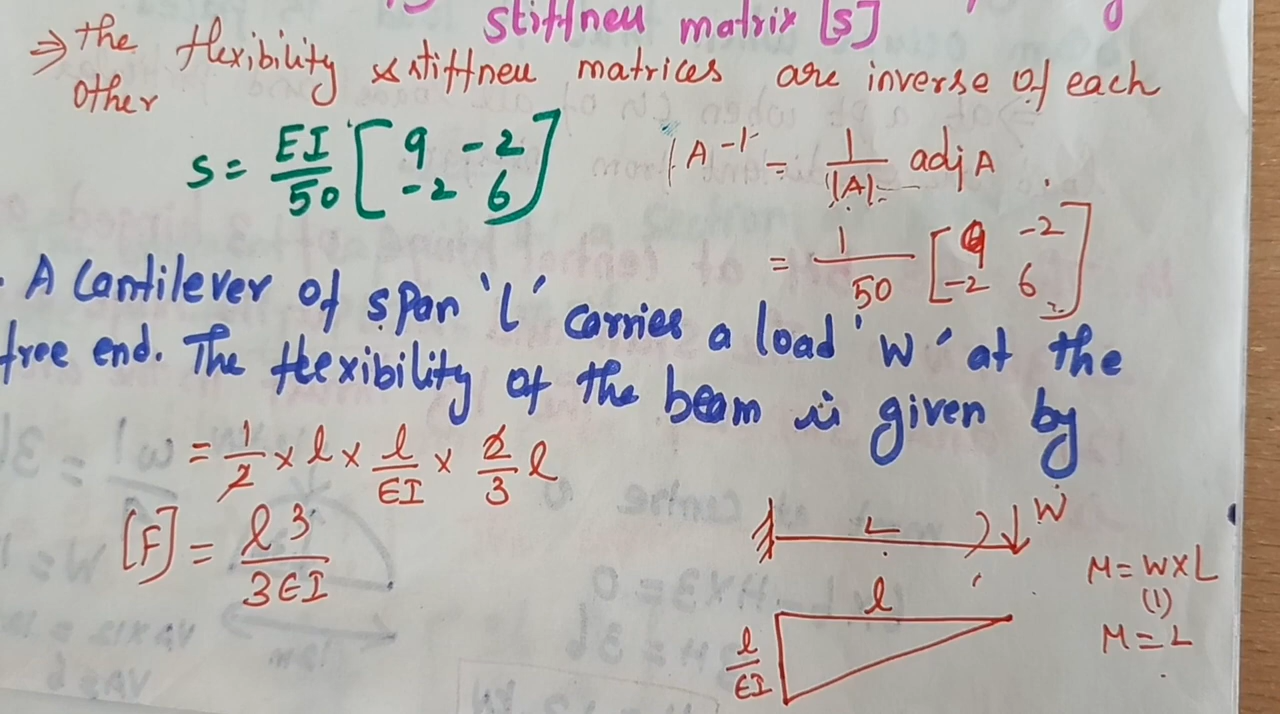 stiffness matrix [S]
⇒ the flexibility & stiffness matrices are inverse of each
other
S = EI/50 [9 -2; -2 6]
A^-1 = 1/|A| adj A
= 1/50 [9 -2; -2 6]
A Cantilever of span 'l' carries a load 'W' at the
free end. The flexibility of the beam is given by
= 1/2 × l × l/EI × 2/3 l
[F] = l^3/3EI
L W
l
l/EI
M = W×L
(1)
M = L